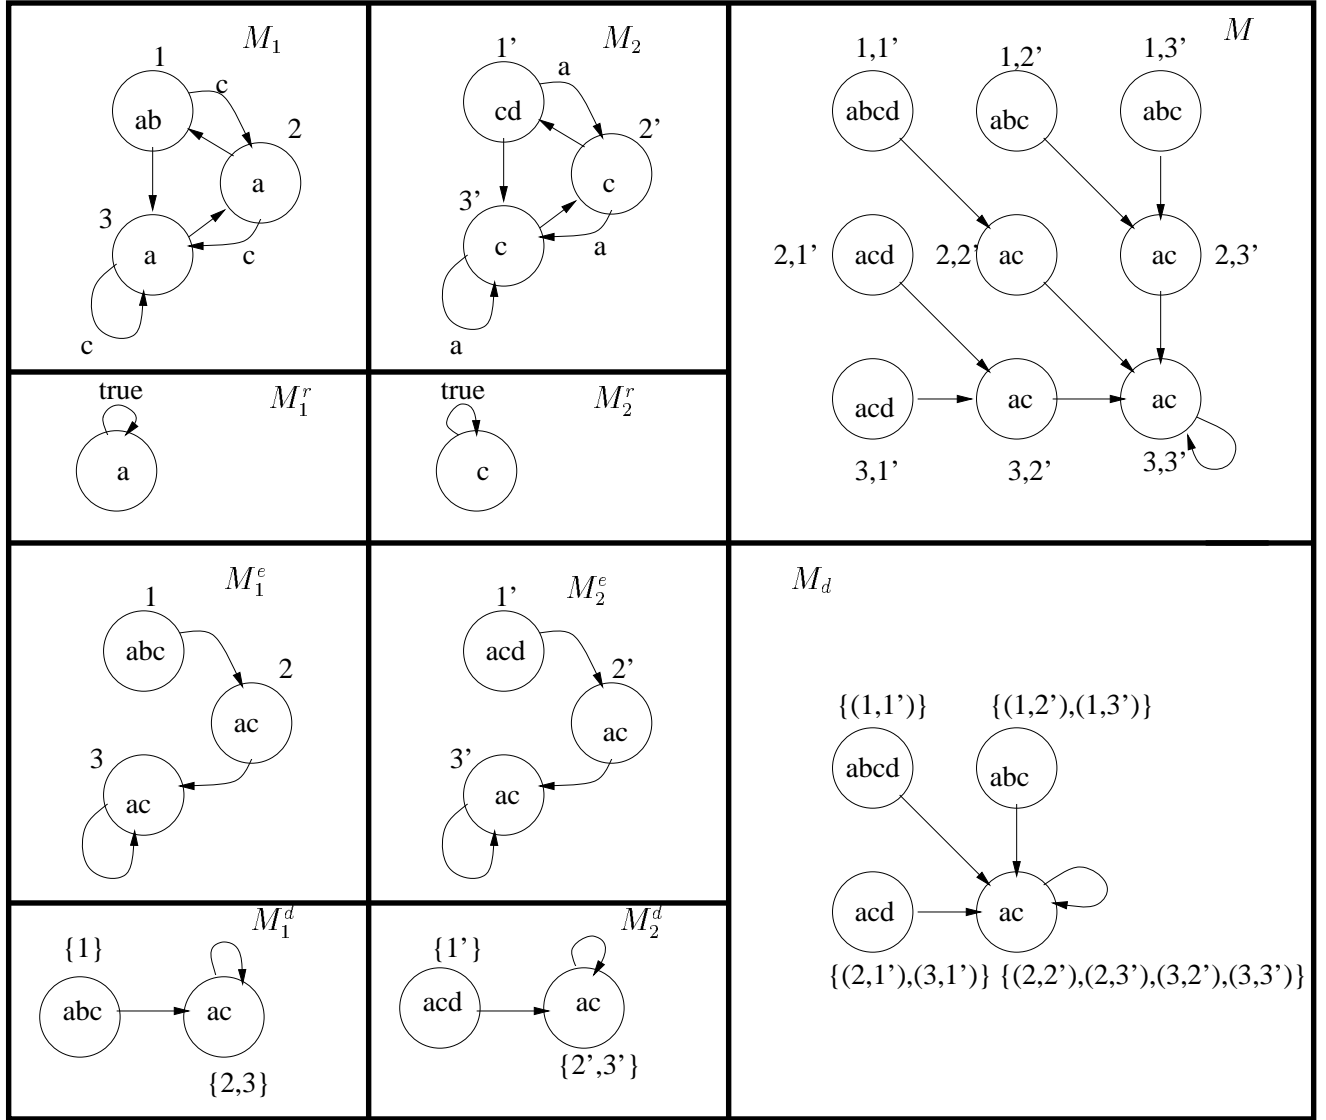 M₁
1
c
ab
2
a
3
a
c
c
M₂
1’
a
cd
2’
c
3’
c
a
a
M
1,1’ 1,2’ 1,3’
abcd abc abc
2,1’ acd 2,2’ ac ac 2,3’
acd ac ac
3,1’ 3,2’ 3,3’
true M₁ʳ
a
true M₂ʳ
c
M₁ᵉ
1
abc
2
ac
3
ac
M₂ᵉ
1’
acd
2’
ac
3’
ac
M_d
{(1,1’)} {(1,2’),(1,3’)}
abcd abc
acd ac
{(2,1’),(3,1’)} {(2,2’),(2,3’),(3,2’),(3,3’)}
M₁ᵈ
{1}
abc ac
{2,3}
M₂ᵈ
{1’}
acd ac
{2’,3’}